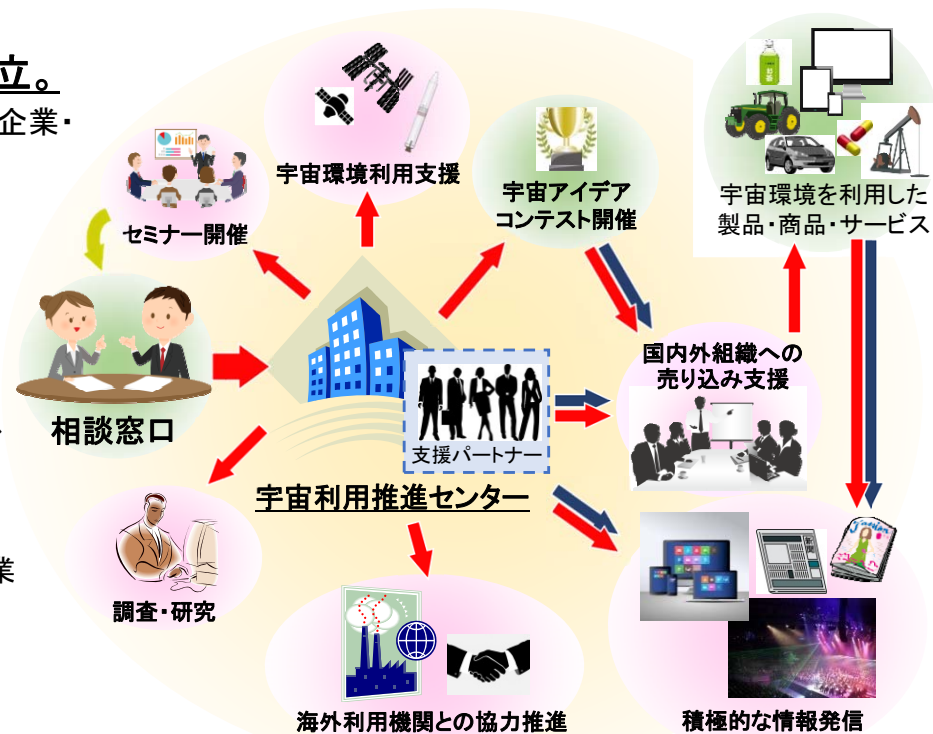 立。
企業・
宇宙環境利用支援
宇宙アイデア
コンテスト開催
宇宙環境を利用した
製品・商品・サービス
セミナー開催
国内外組織への
売り込み支援
相談窓口
支援パートナー
宇宙利用推進センター
業
調査・研究
新聞
海外利用機関との協力推進
積極的な情報発信